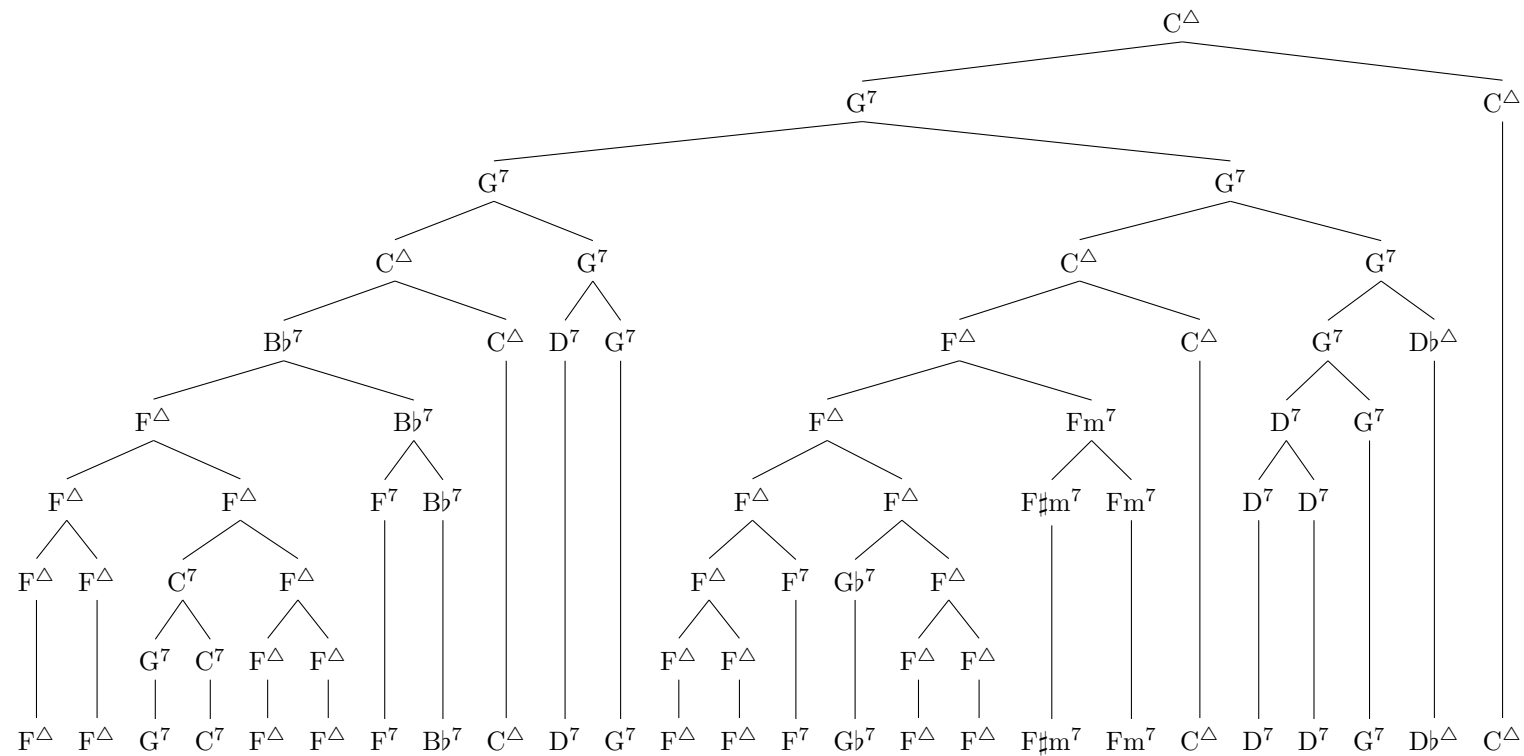 C△
G⁷ C△
G⁷ G⁷
C△ G⁷ C△ G⁷
B♭⁷ C△ D⁷ G⁷ F△ C△ G⁷ D♭△
F△ B♭⁷ F△ Fm⁷ D⁷ G⁷
F△ F△ F⁷ B♭⁷ F△ F△ F♯m⁷ Fm⁷ D⁷ D⁷
F△ F△ C⁷ F△ F△ F⁷ G♭⁷ F△
G⁷ C⁷ F△ F△ F△ F△ F△ F△
F△ F△ G⁷ C⁷ F△ F△ F⁷ B♭⁷ C△ D⁷ G⁷ F△ F△ F⁷ G♭⁷ F△ F△ F♯m⁷ Fm⁷ C△ D⁷ D⁷ G⁷ D♭△ C△